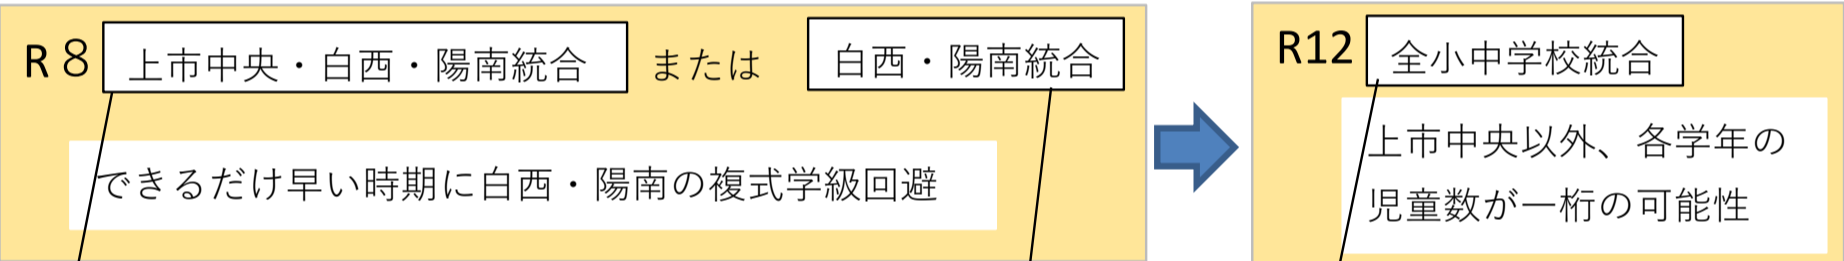 R 8 上市中央・白西・陽南統合 または 白西・陽南統合
できるだけ早い時期に白西・陽南の複式学級回避
R12 全小中学校統合
上市中央以外、各学年の
児童数が一桁の可能性